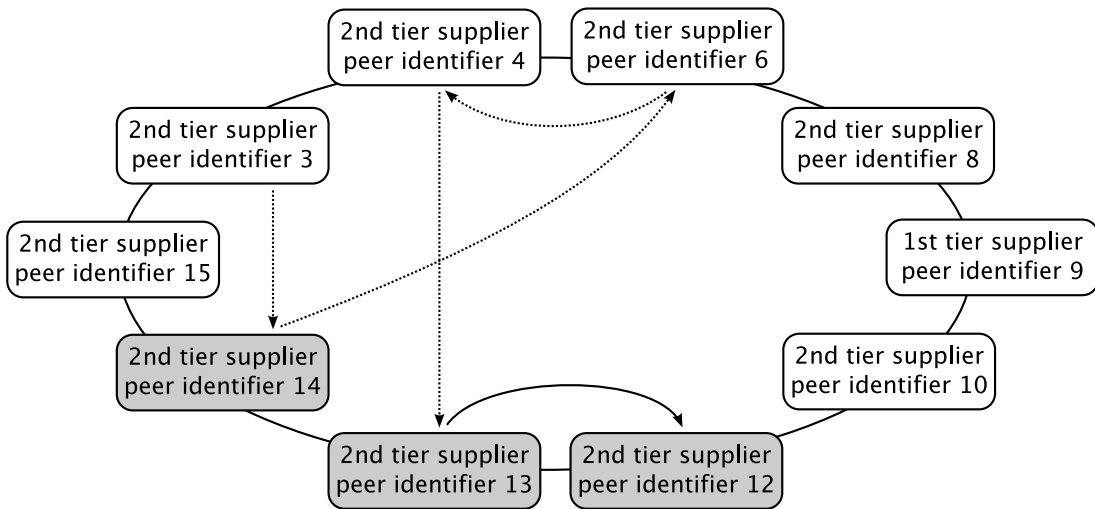 2nd tier supplier
peer identifier 4
2nd tier supplier
peer identifier 6
2nd tier supplier
peer identifier 3
2nd tier supplier
peer identifier 8
2nd tier supplier
peer identifier 15
1st tier supplier
peer identifier 9
2nd tier supplier
peer identifier 14
2nd tier supplier
peer identifier 10
2nd tier supplier
peer identifier 13
2nd tier supplier
peer identifier 12